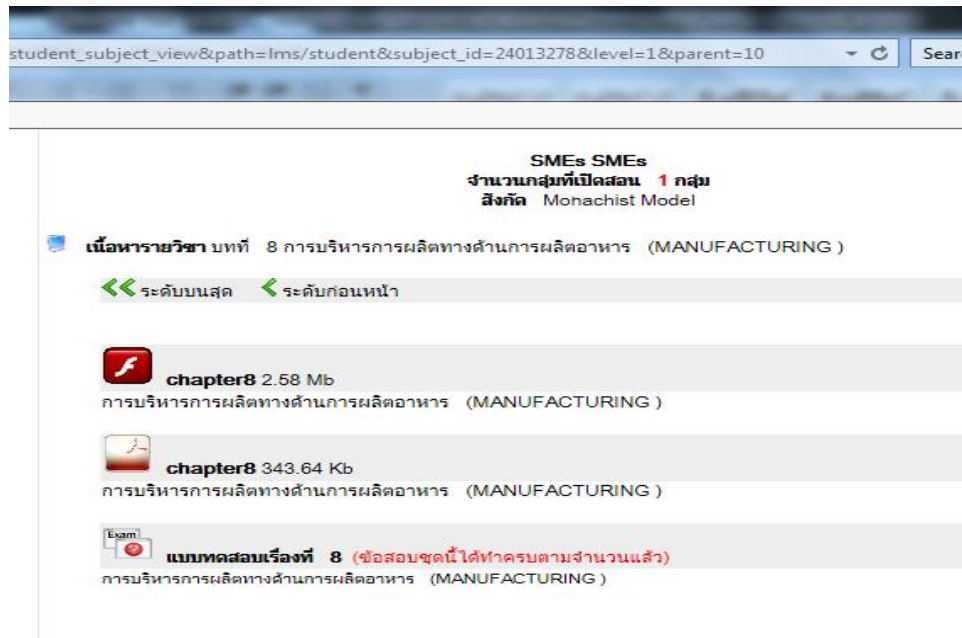 student_subject_view&path=lms/student&subject_id=24013278&level=1&parent=10
Sear
SMEs SMEs
จำนวนกลุ่มที่เปิดสอน 1 กลุ่ม
สังกัด Monachist Model
เนื้อหารายวิชา บทที่ 8 การบริหารการผลิตทางด้านการผลิตอาหาร (MANUFACTURING )
ระดับบนสุด ระดับก่อนหน้า
chapter8 2.58 Mb
การบริหารการผลิตทางด้านการผลิตอาหาร (MANUFACTURING )
chapter8 343.64 Kb
การบริหารการผลิตทางด้านการผลิตอาหาร (MANUFACTURING )
Exam
แบบทดสอบเรื่องที่ 8 (ข้อสอบชุดนี้ได้ทำครบตามจำนวนแล้ว)
การบริหารการผลิตทางด้านการผลิตอาหาร (MANUFACTURING )